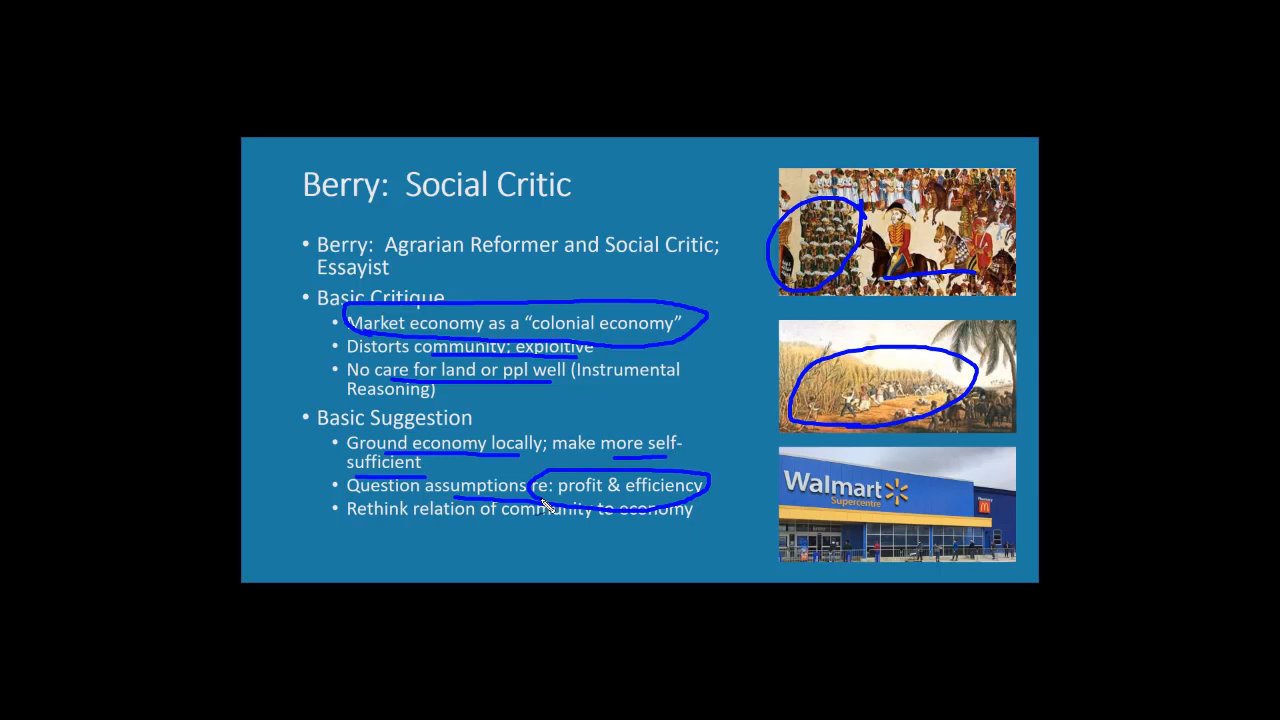 Berry: Social Critic
• Berry: Agrarian Reformer and Social Critic;
Essayist
• Basic Critique
• Market economy as a “colonial economy”
• Distorts community; exploitive
• No care for land or ppl well (Instrumental
Reasoning)
• Basic Suggestion
• Ground economy locally; make more self-
sufficient
• Question assumptions re: profit & efficiency
• Rethink relation of community to economy
Walmart
Supercentre